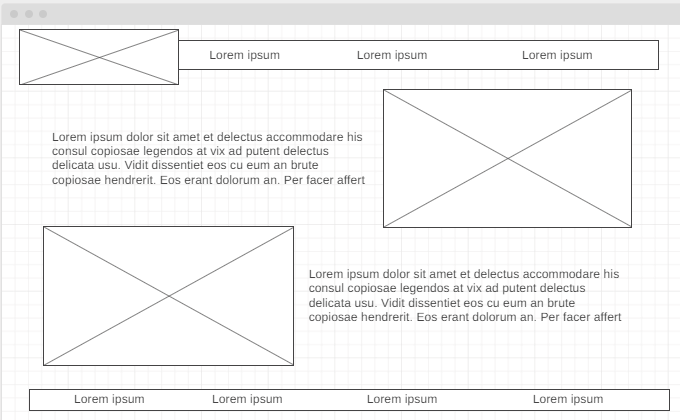 Lorem ipsum Lorem ipsum Lorem ipsum
Lorem ipsum dolor sit amet et delectus accommodare his
consul copiosae legendos at vix ad putent delectus
delicata usu. Vidit dissentiet eos cu eum an brute
copiosae hendrerit. Eos erant dolorum an. Per facer affert
Lorem ipsum dolor sit amet et delectus accommodare his
consul copiosae legendos at vix ad putent delectus
delicata usu. Vidit dissentiet eos cu eum an brute
copiosae hendrerit. Eos erant dolorum an. Per facer affert
Lorem ipsum Lorem ipsum Lorem ipsum Lorem ipsum